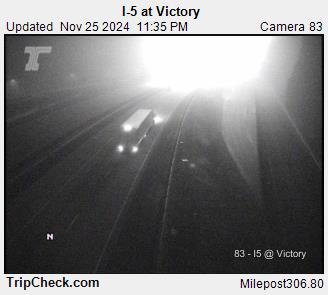 I-5 at Victory
Updated Nov 25 2024 11:35 PM Camera 83
T
N
83 - I5 @ Victory
TripCheck.com Milepost306.80